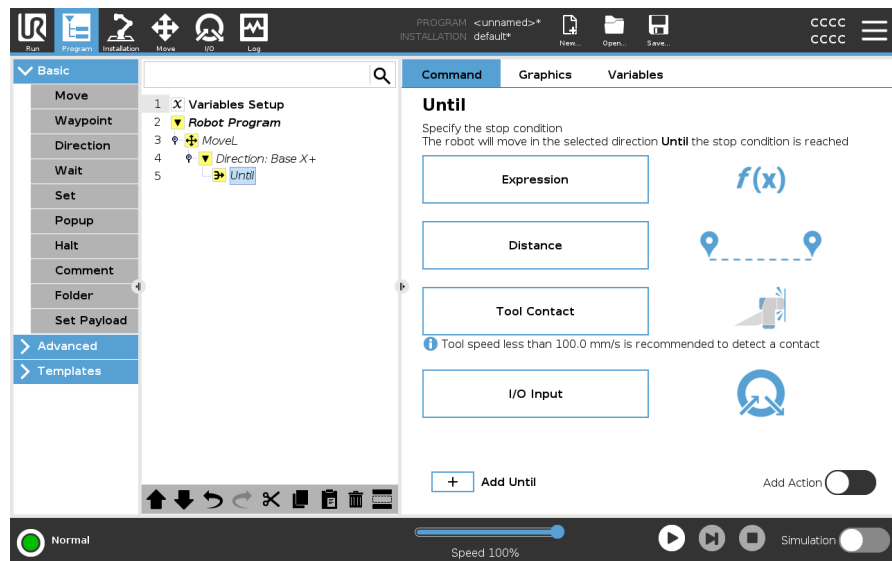 UR
PROGRAM <unnamed>*
INSTALLATION default*
Run Program Installation Move I/O Log
New... Open... Save...
CCCC
CCCC
Basic
Move
Waypoint
Direction
Wait
Set
Popup
Halt
Comment
Folder
Set Payload
Advanced
Templates
1 X Variables Setup
2 Robot Program
3 MoveL
4 Direction: Base X+
5 Until
Command Graphics Variables
Until
Specify the stop condition
The robot will move in the selected direction Until the stop condition is reached
Expression
f(x)
Distance
Tool Contact
i Tool speed less than 100.0 mm/s is recommended to detect a contact
I/O Input
+ Add Until
Add Action
Normal
Speed 100%
Simulation